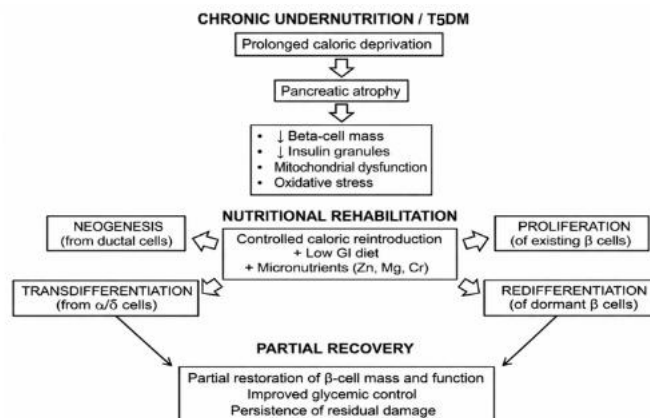 CHRONIC UNDERNUTRITION / T5DM
Prolonged caloric deprivation
Pancreatic atrophy
• ↓ Beta-cell mass
• ↓ Insulin granules
• Mitochondrial dysfunction
• Oxidative stress
NUTRITIONAL REHABILITATION
NEOGENESIS
(from ductal cells)
Controlled caloric reintroduction
+ Low GI diet
+ Micronutrients (Zn, Mg, Cr)
PROLIFERATION
(of existing β cells)
TRANSDIFFERENTIATION
(from α/δ cells)
REDIFFERENTIATION
(of dormant β cells)
PARTIAL RECOVERY
Partial restoration of β-cell mass and function
Improved glycemic control
Persistence of residual damage